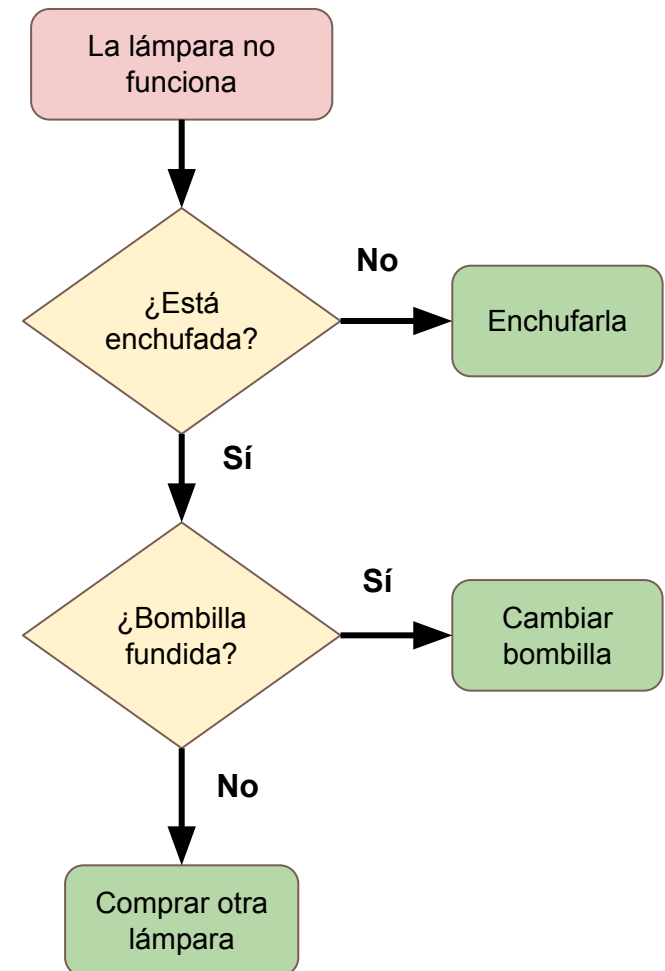 La lámpara no
funciona
No
¿Está
enchufada?
Enchufarla
Sí
Sí
¿Bombilla
fundida?
Cambiar
bombilla
No
Comprar otra
lámpara